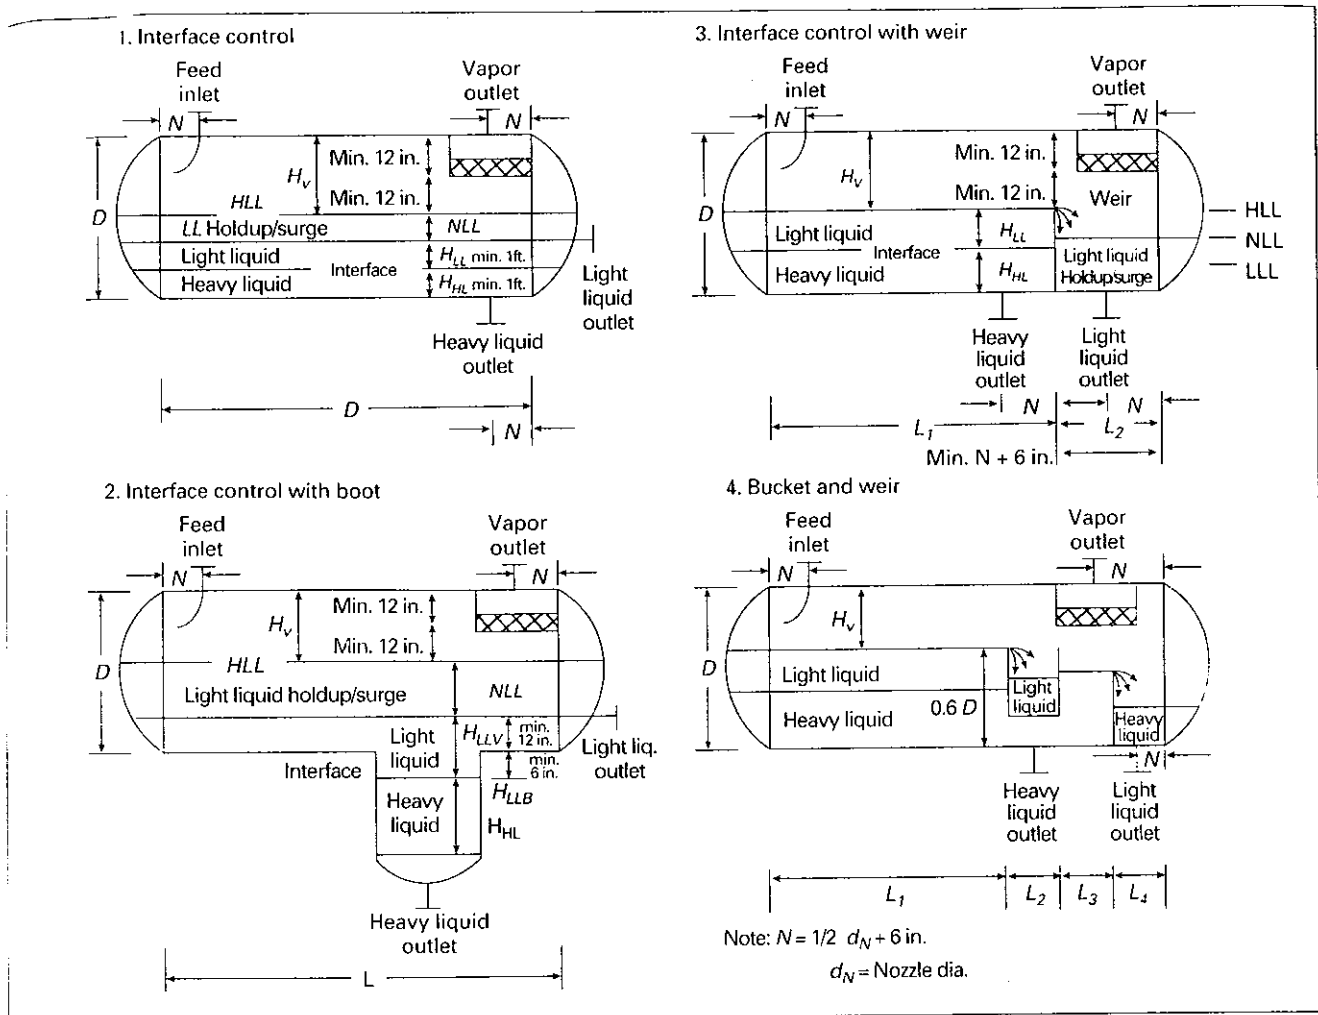 1. Interface control
Feed
inlet
Vapor
outlet
N
N
D
Min. 12 in.
H_v
Min. 12 in.
HLL
LL Holdup/surge
NLL
Light liquid
H_LL min. 1ft.
Interface
Heavy liquid
H_HL min. 1ft.
Light
liquid
outlet
Heavy liquid
outlet
D
N
3. Interface control with weir
Feed
inlet
Vapor
outlet
N
N
D
Min. 12 in.
H_v
Min. 12 in.
Weir
HLL
NLL
LLL
Light liquid
H_LL
Interface
Heavy liquid
H_HL
Light liquid
Holdup/surge
Heavy
liquid
outlet
Light
liquid
outlet
N
N
L_1
L_2
Min. N + 6 in.
2. Interface control with boot
Feed
inlet
Vapor
outlet
N
N
D
Min. 12 in.
H_v
Min. 12 in.
HLL
Light liquid holdup/surge
NLL
Light
liquid
H_LLV
min.
12 in.
Light liq.
outlet
Interface
min.
6 in.
H_LLB
Heavy
liquid
H_HL
Heavy liquid
outlet
L
4. Bucket and weir
Feed
inlet
Vapor
outlet
N
N
D
H_v
Light liquid
Light
liquid
Heavy liquid
0.6 D
Heavy
liquid
N
Heavy
liquid
outlet
Light
liquid
outlet
L_1
L_2
L_3
L_4
Note: N = 1/2 d_N + 6 in.
d_N = Nozzle dia.